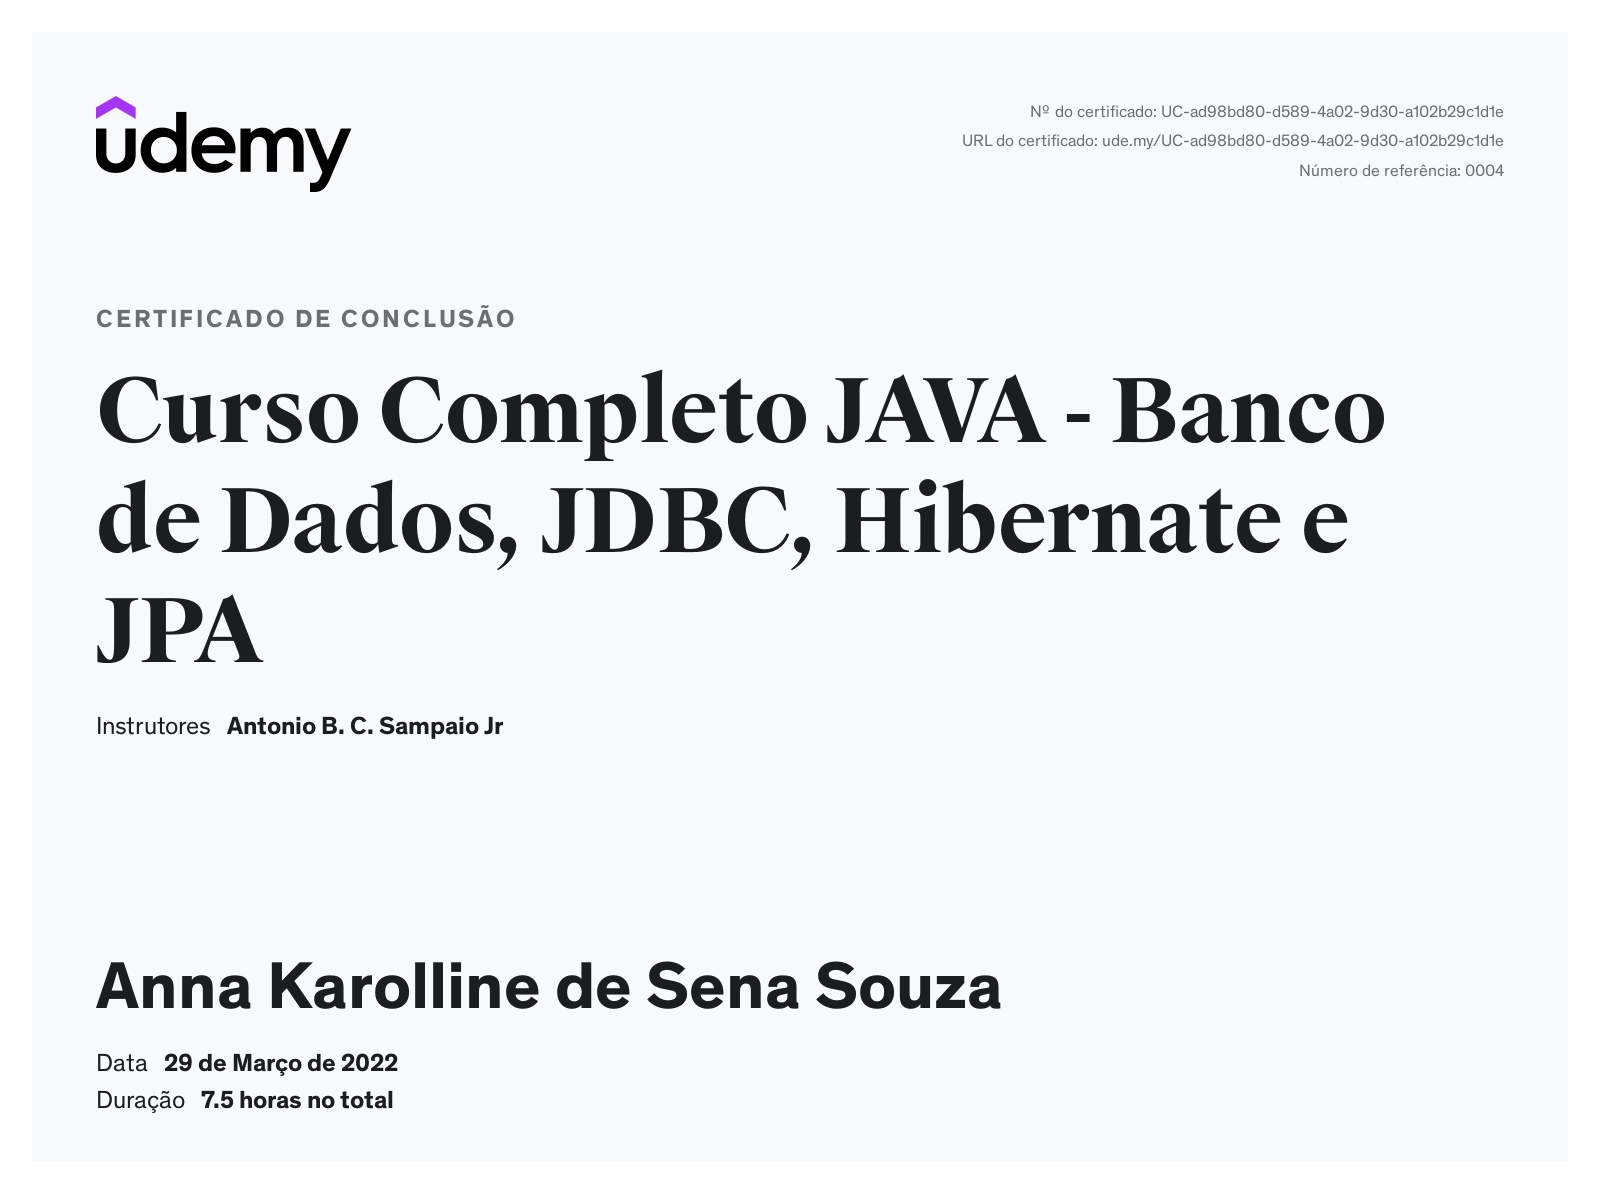 udemy
Nº do certificado: UC-ad98bd80-d589-4a02-9d30-a102b29c1d1e
URL do certificado: ude.my/UC-ad98bd80-d589-4a02-9d30-a102b29c1d1e
Número de referência: 0004
CERTIFICADO DE CONCLUSÃO
Curso Completo JAVA - Banco
de Dados, JDBC, Hibernate e
JPA
Instrutores Antonio B. C. Sampaio Jr
Anna Karolline de Sena Souza
Data 29 de Março de 2022
Duração 7.5 horas no total